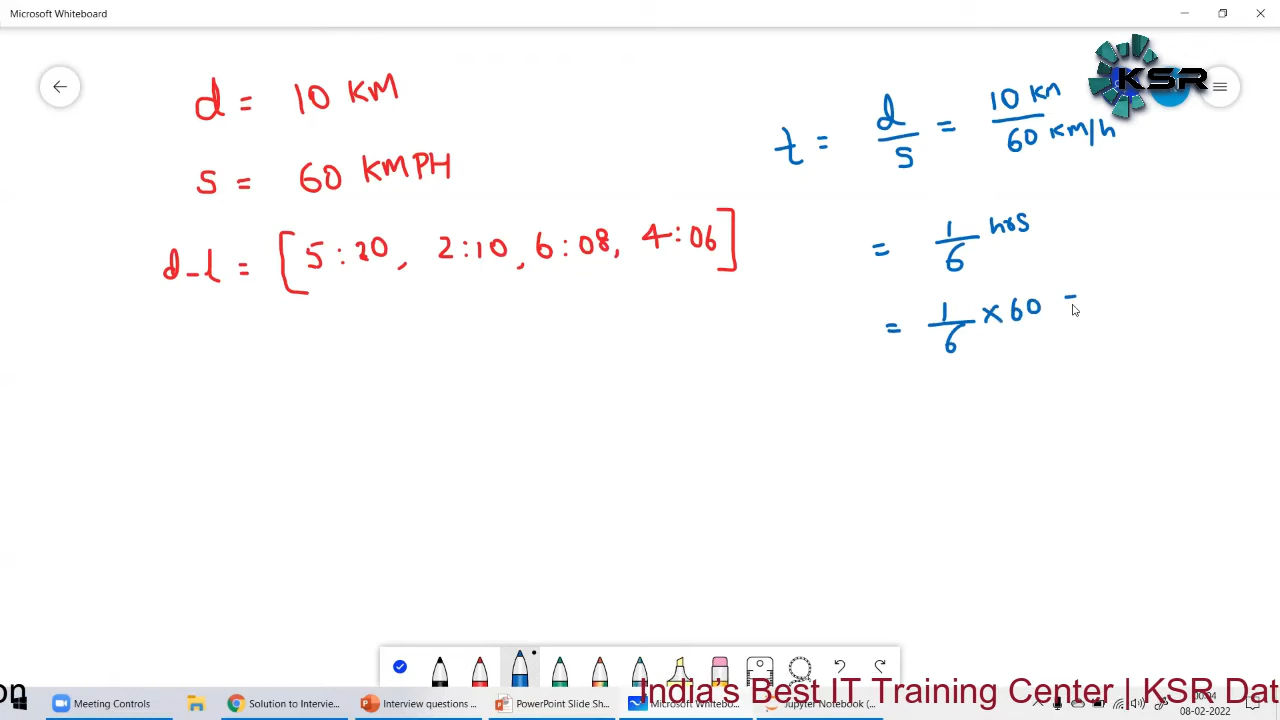 Microsoft Whiteboard
KSR
d = 10 KM
s = 60 KMPH
d-l = [5:20, 2:10, 6:08, 4:06]
t = d/s = 10 km / 60 km/h
= 1/6 hrs
= 1/6 × 60 =
on
India's Best IT Training Center | KSR Dat
Meeting Controls
Solution to Intervie...
Interview questions ...
PowerPoint Slide Sh...
Microsoft Whitebo...
Jupyter Notebook (...
08-02-2022